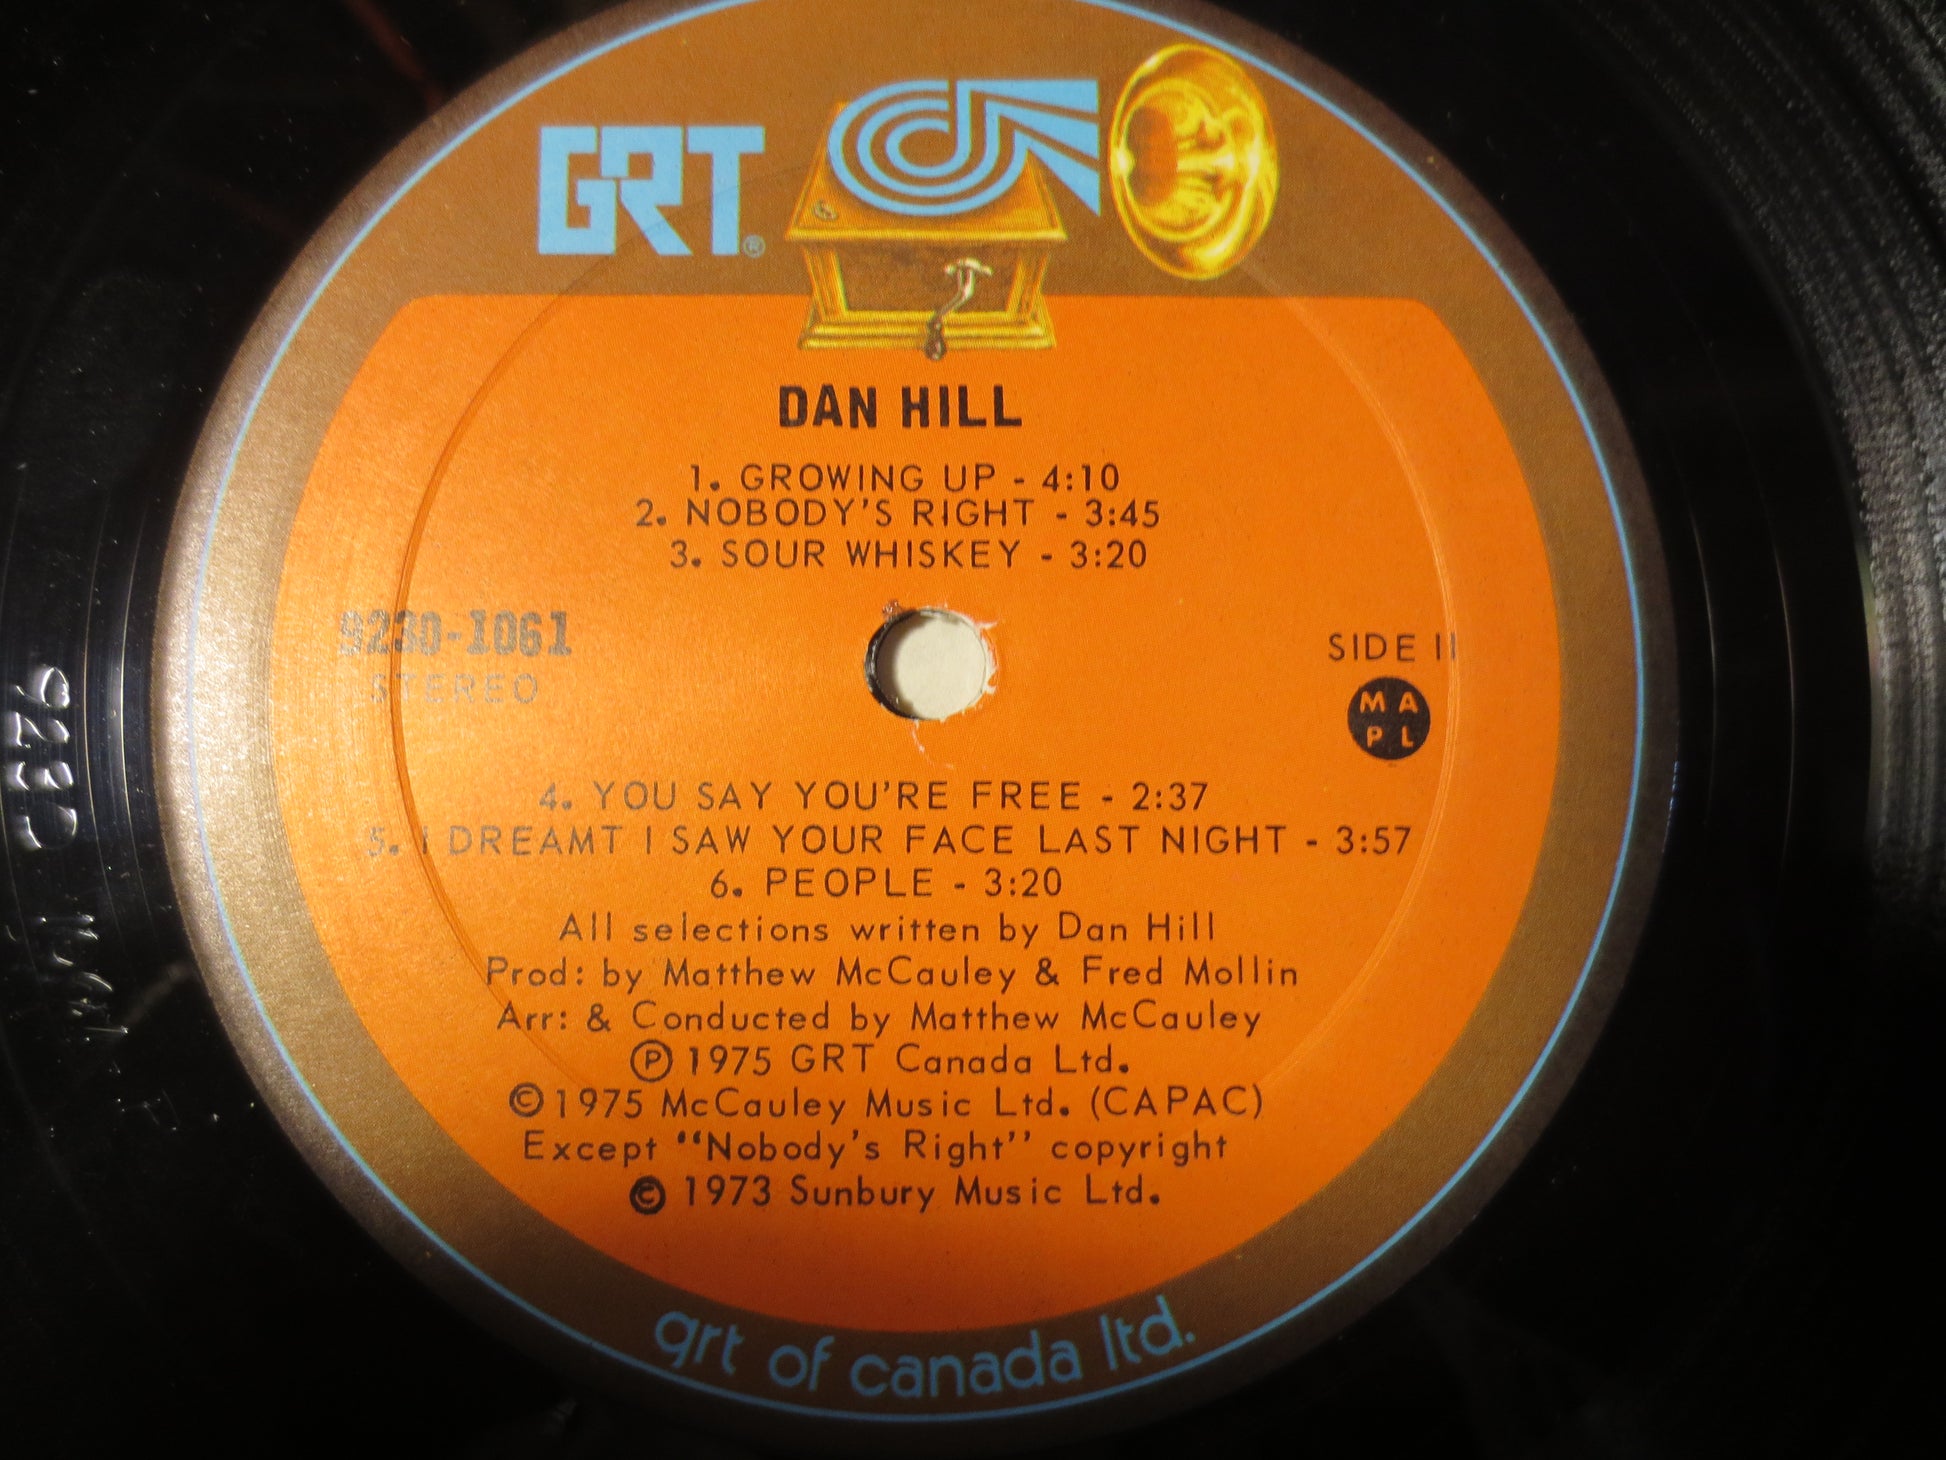 GRT®
DAN HILL
1. GROWING UP - 4:10
2. NOBODY'S RIGHT - 3:45
3. SOUR WHISKEY - 3:20
9230-1061
STEREO
SIDE II
M A
P L
4. YOU SAY YOU'RE FREE - 2:37
5. I DREAMT I SAW YOUR FACE LAST NIGHT - 3:57
6. PEOPLE - 3:20
All selections written by Dan Hill
Prod: by Matthew McCauley & Fred Mollin
Arr: & Conducted by Matthew McCauley
Ⓟ 1975 GRT Canada Ltd.
© 1975 McCauley Music Ltd. (CAPAC)
Except "Nobody's Right" copyright
© 1973 Sunbury Music Ltd.
grt of canada ltd.